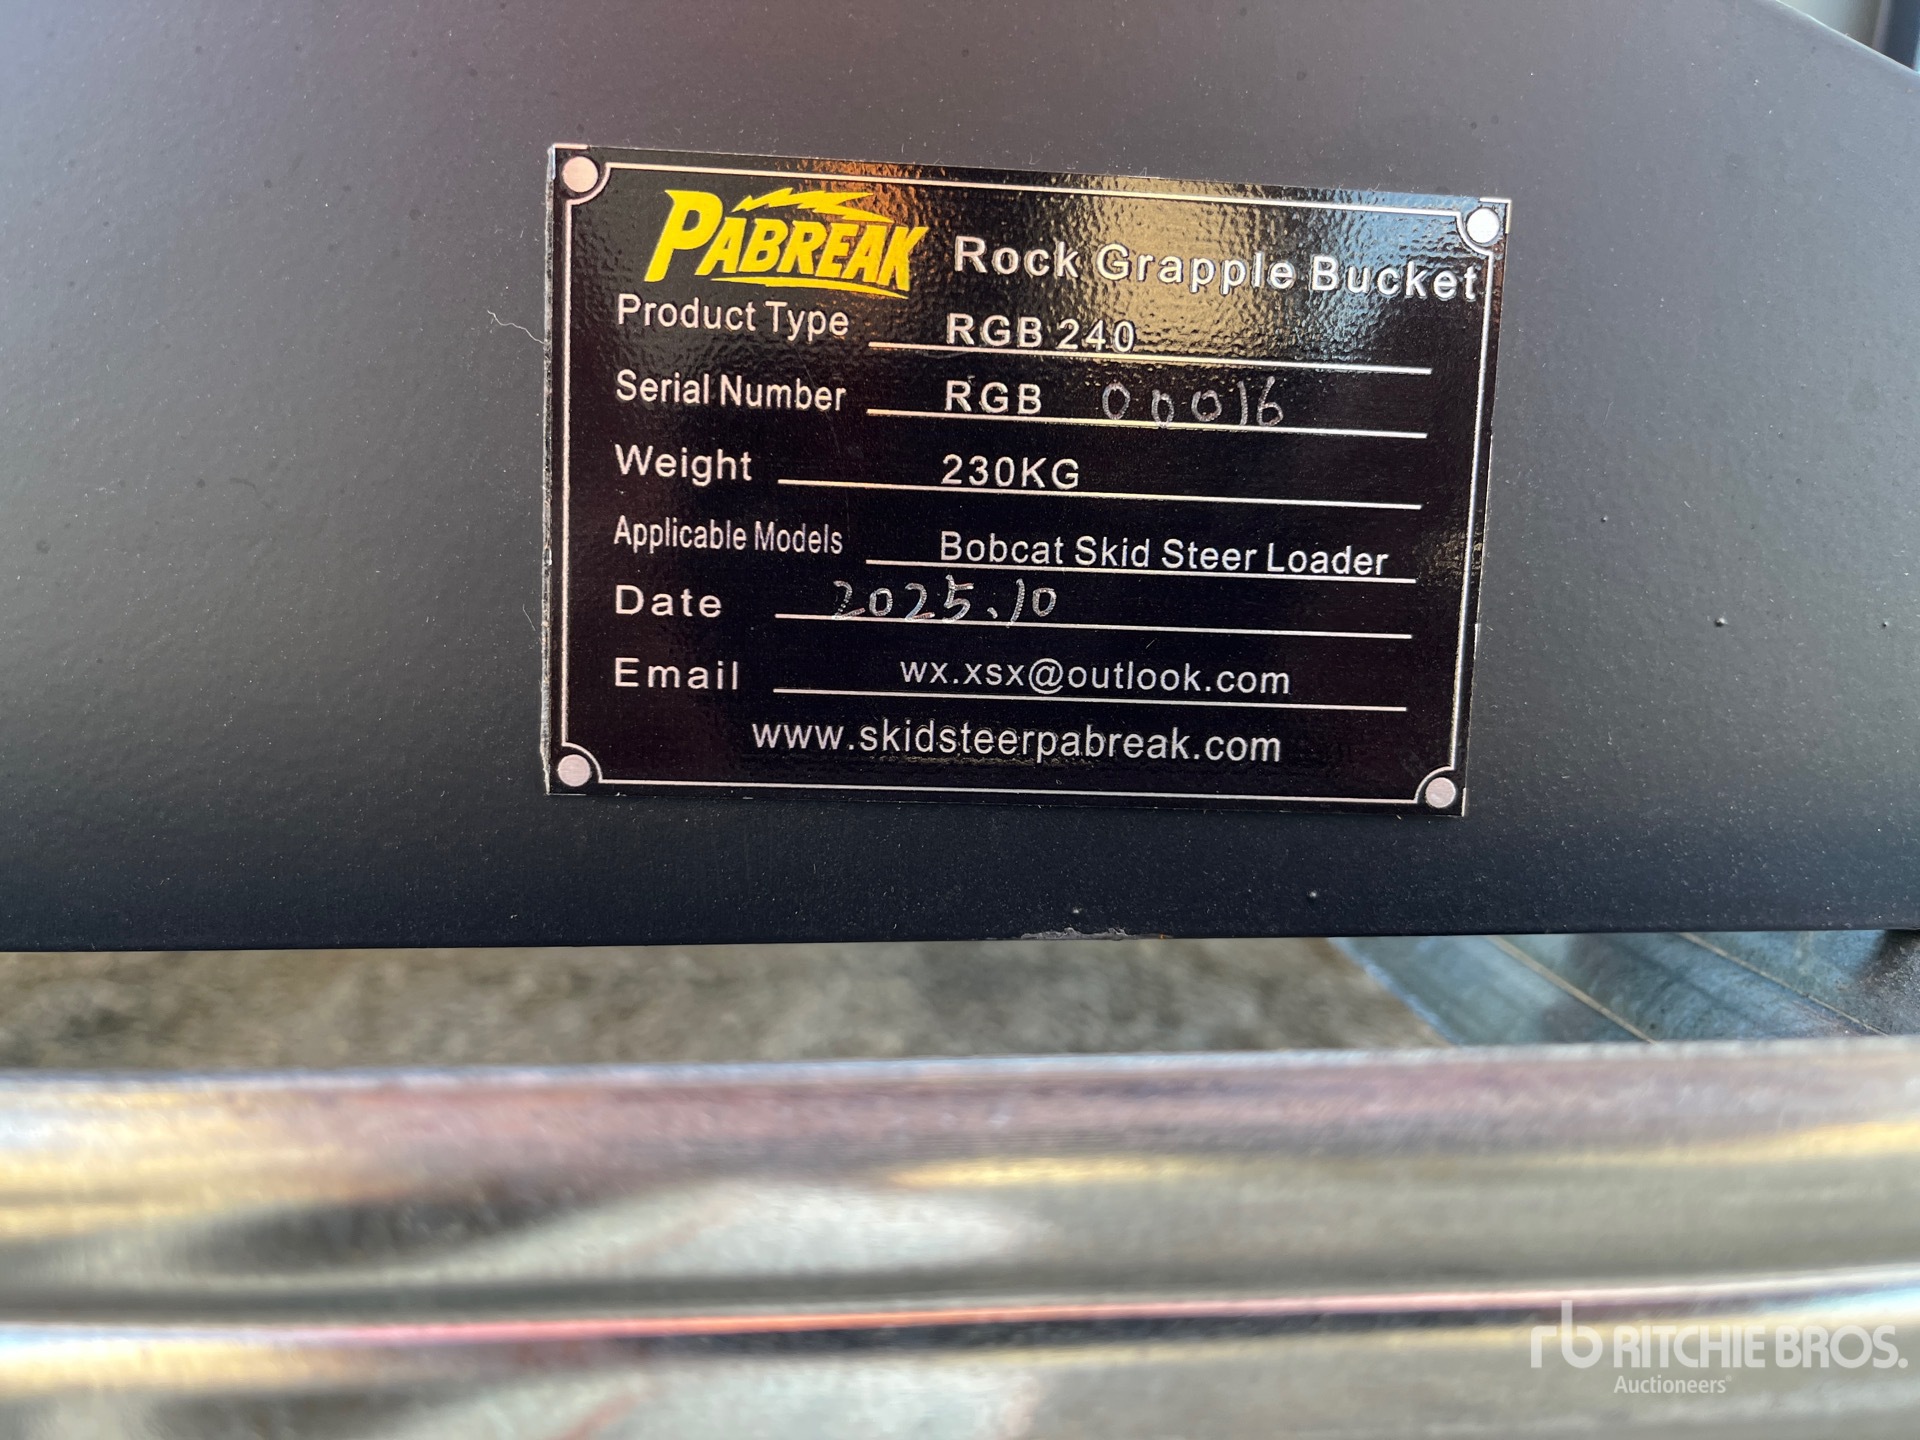 PABREAK Rock Grapple Bucket
Product Type RGB 240
Serial Number RGB 00016
Weight 230KG
Applicable Models Bobcat Skid Steer Loader
Date 2025.10
Email wx.xsx@outlook.com
www.skidsteerpabreak.com
rb RITCHIE BROS.
Auctioneers